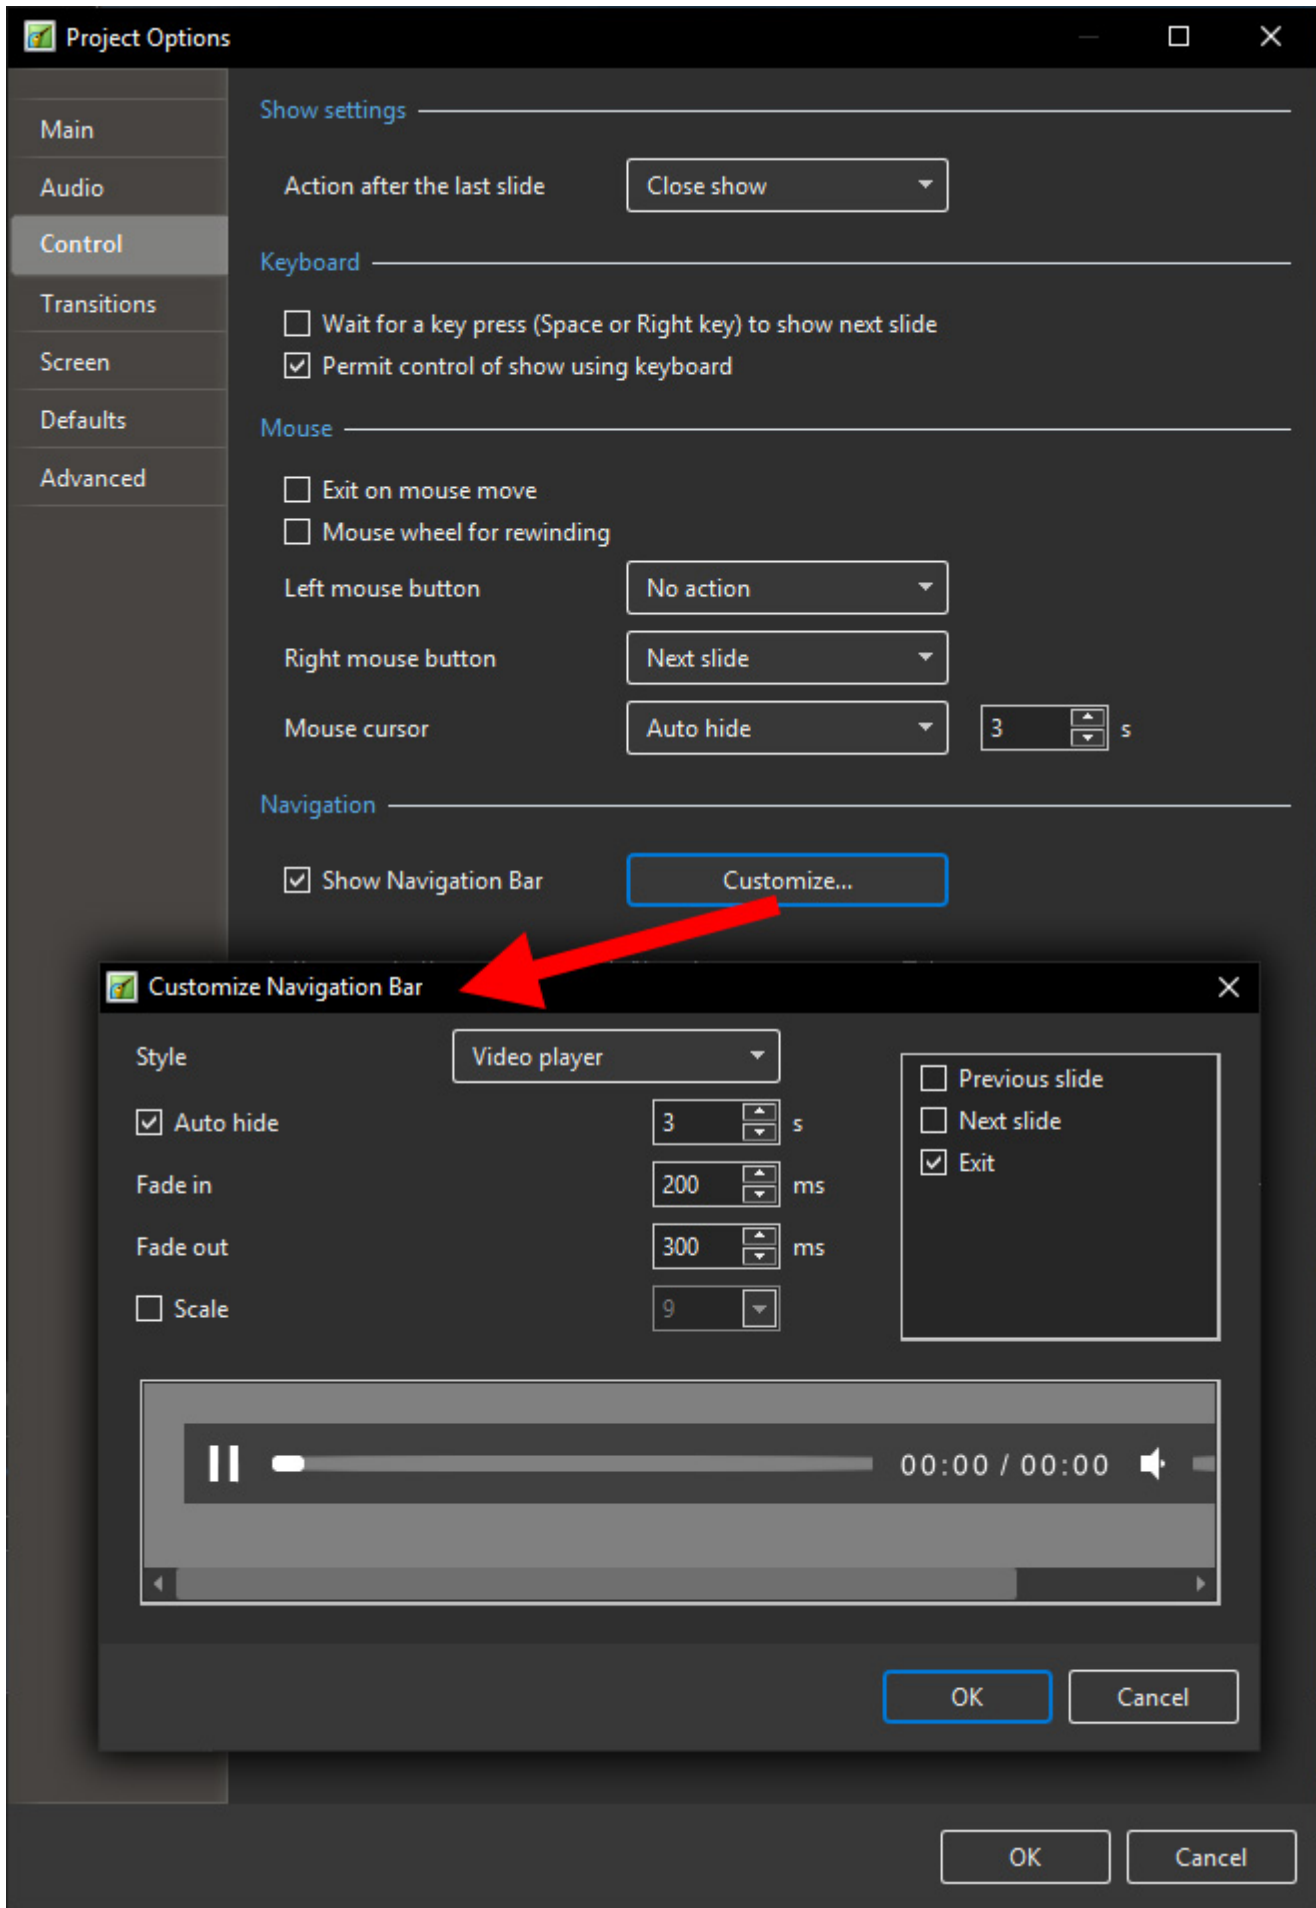 Project Options
Main
Audio
Control
Transitions
Screen
Defaults
Advanced
Show settings
Action after the last slide Close show
Keyboard
Wait for a key press (Space or Right key) to show next slide
Permit control of show using keyboard
Mouse
Exit on mouse move
Mouse wheel for rewinding
Left mouse button No action
Right mouse button Next slide
Mouse cursor Auto hide 3 s
Navigation
Show Navigation Bar Customize...
Customize Navigation Bar
Style Video player
Auto hide 3 s
Fade in 200 ms
Fade out 300 ms
Scale 9
Previous slide
Next slide
Exit
00:00 / 00:00
OK Cancel
OK Cancel